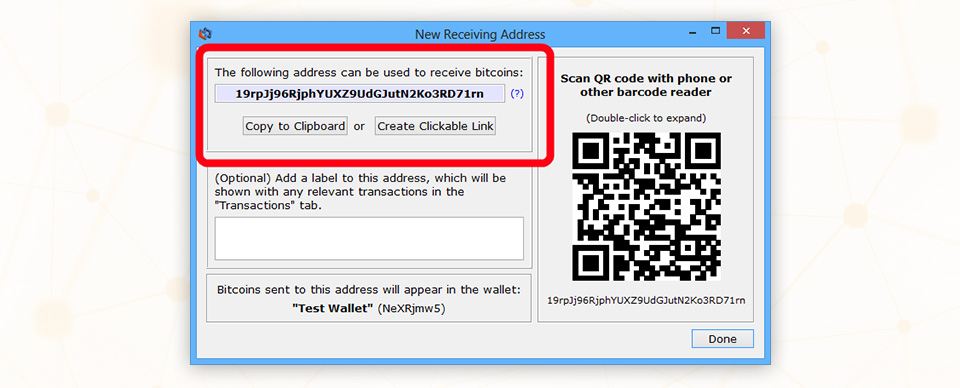 New Receiving Address
The following address can be used to receive bitcoins:
19rpJj96RjphYUXZ9UdGJutN2Ko3RD71rn (?)
Copy to Clipboard or Create Clickable Link
(Optional) Add a label to this address, which will be
shown with any relevant transactions in the
"Transactions" tab.
Bitcoins sent to this address will appear in the wallet:
"Test Wallet" (NeXRjmw5)
Scan QR code with phone or
other barcode reader
(Double-click to expand)
19rpJj96RjphYUXZ9UdGJutN2Ko3RD71rn
Done